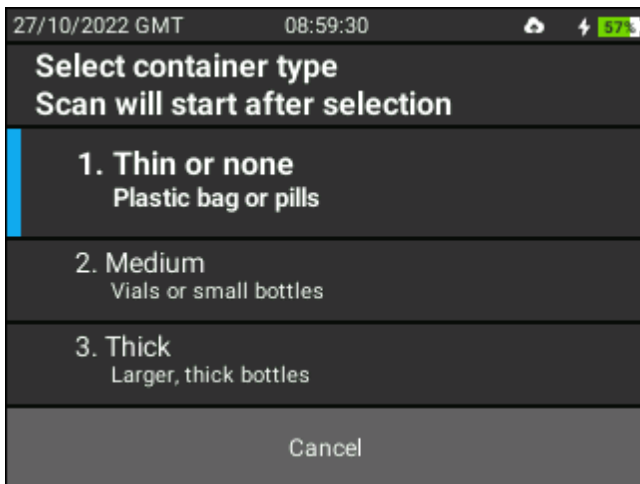 27/10/2022 GMT 08:59:30 57%
Select container type
Scan will start after selection
1. Thin or none
Plastic bag or pills
2. Medium
Vials or small bottles
3. Thick
Larger, thick bottles
Cancel